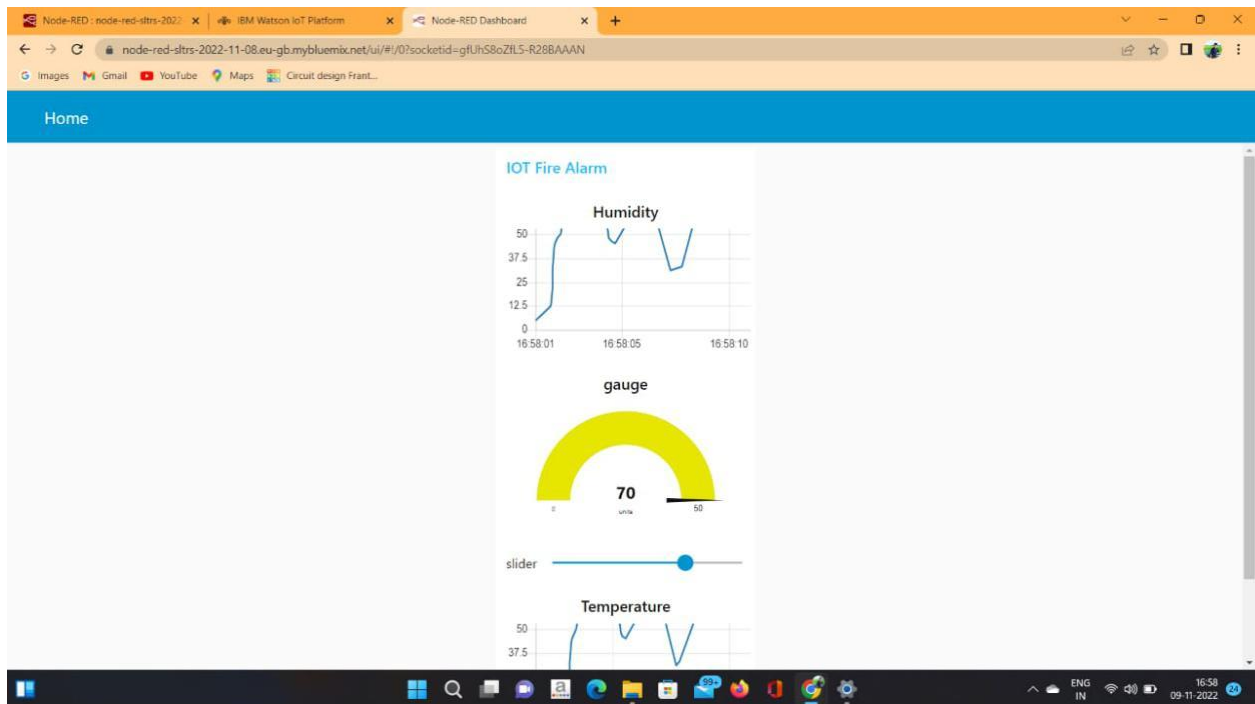 Node-RED : node-red-sltrs-2022
IBM Watson IoT Platform
Node-RED Dashboard
node-red-sltrs-2022-11-08.eu-gb.mybluemix.net/ui/#!/0?socketid=gfUhS8oZfL5-R28BAAAN
Images
Gmail
YouTube
Maps
Circuit design Frant...
Home
IOT Fire Alarm
Humidity
50
37.5
25
12.5
0
16:58:01 16:58:05 16:58:10
gauge
70
0 units 50
slider
Temperature
50
37.5
99+
ENG
IN
16:58
09-11-2022
24